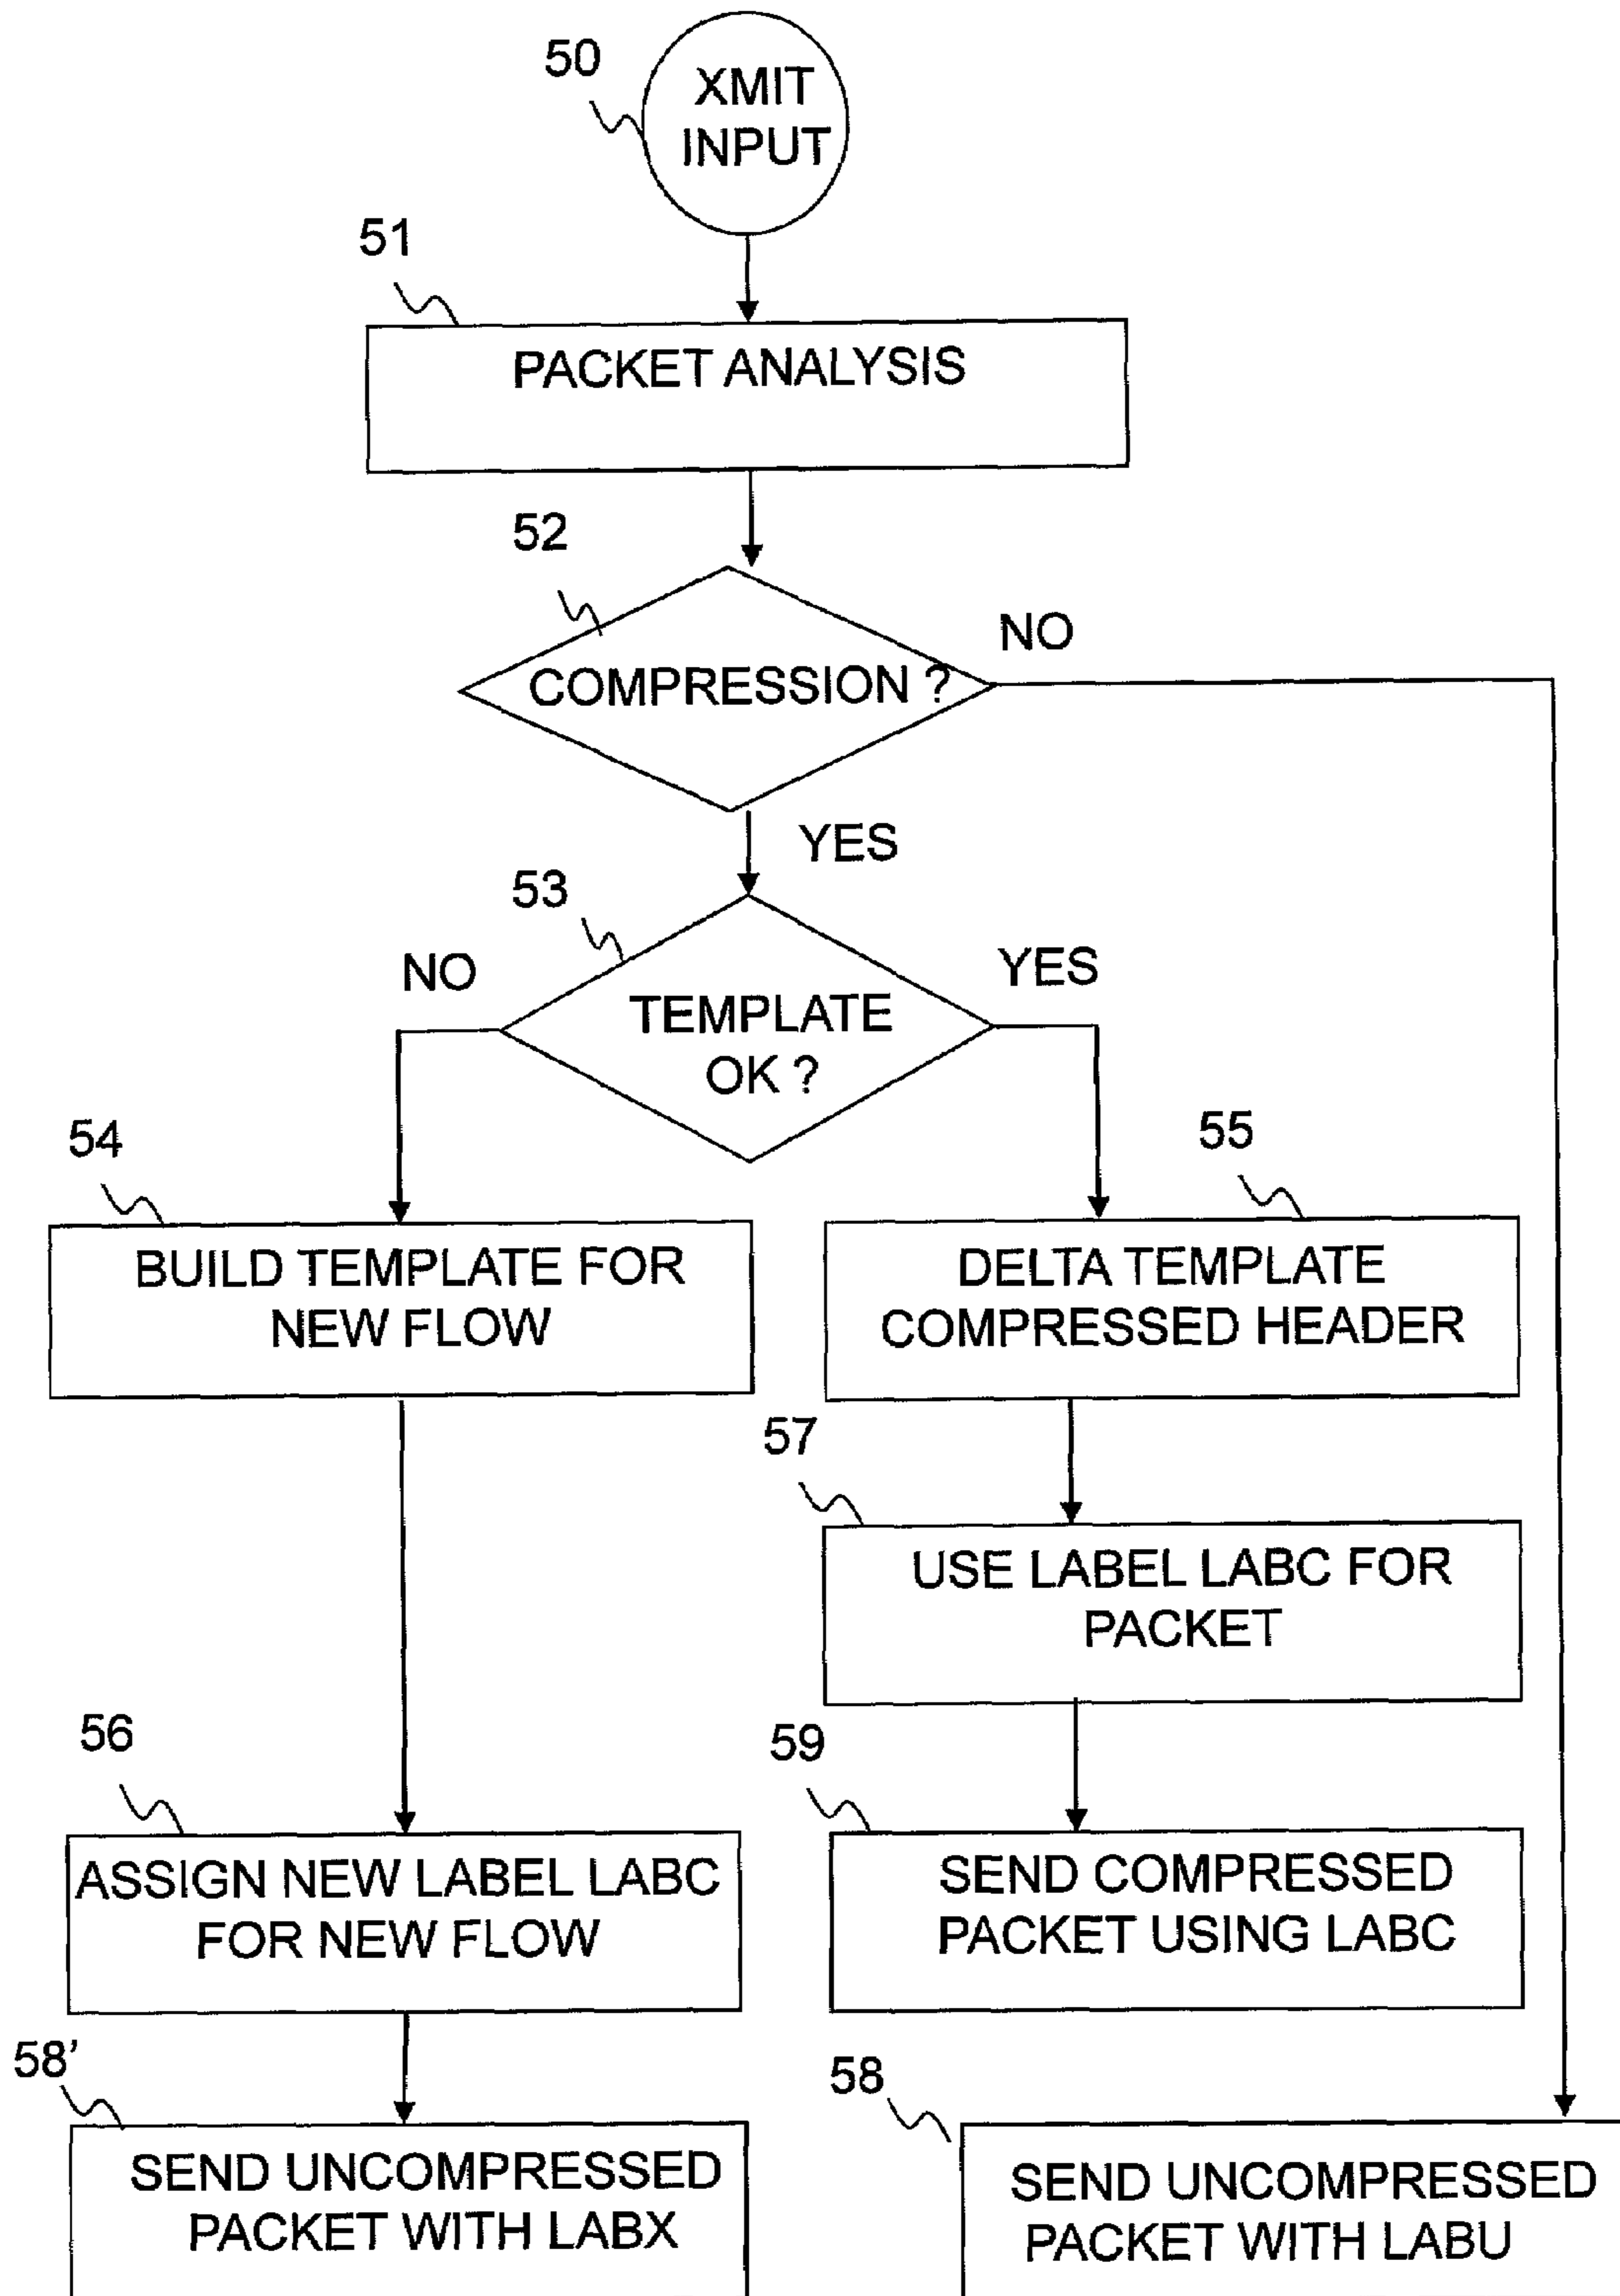 50
XMIT
INPUT
51
PACKET ANALYSIS
52
COMPRESSION ?
NO
YES
53
NO
YES
TEMPLATE
OK ?
54
BUILD TEMPLATE FOR
NEW FLOW
55
DELTA TEMPLATE
COMPRESSED HEADER
57
USE LABEL LABC FOR
PACKET
56
ASSIGN NEW LABEL LABC
FOR NEW FLOW
59
SEND COMPRESSED
PACKET USING LABC
58’
SEND UNCOMPRESSED
PACKET WITH LABX
58
SEND UNCOMPRESSED
PACKET WITH LABU